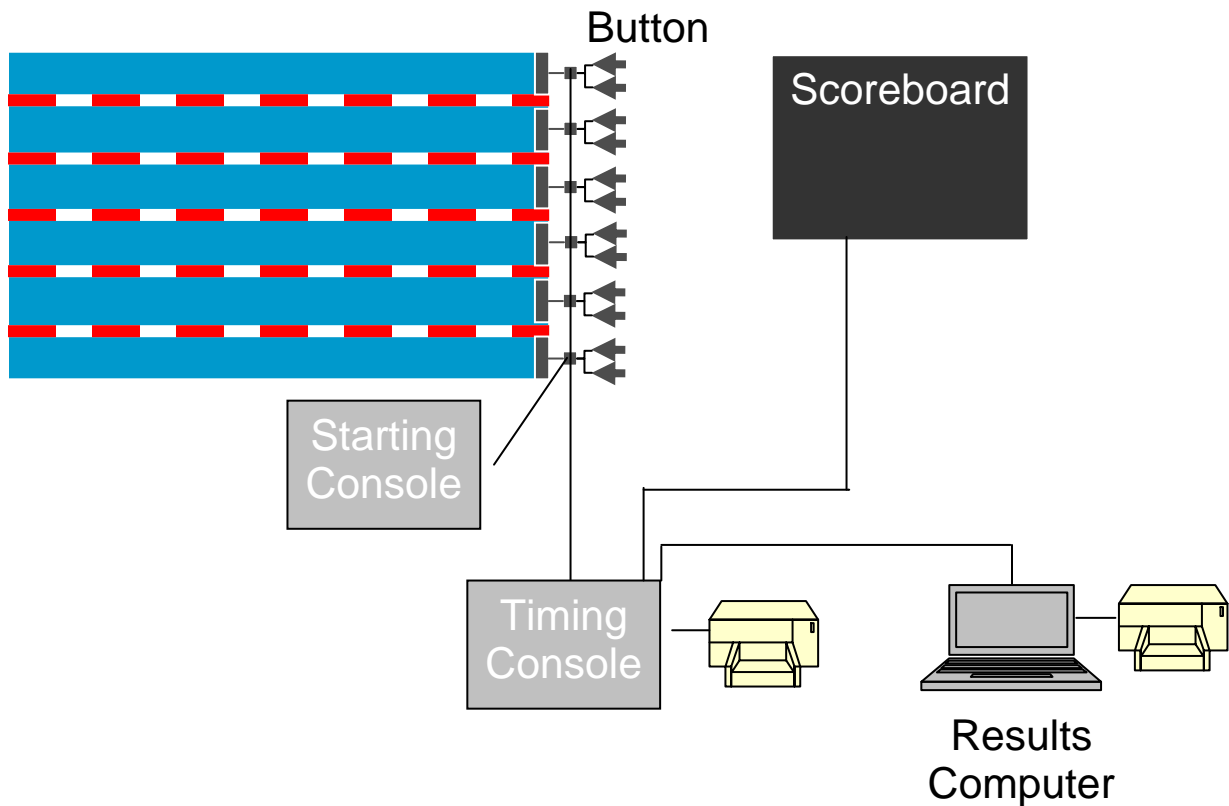 Button
Scoreboard
Starting
Console
Timing
Console
Results
Computer